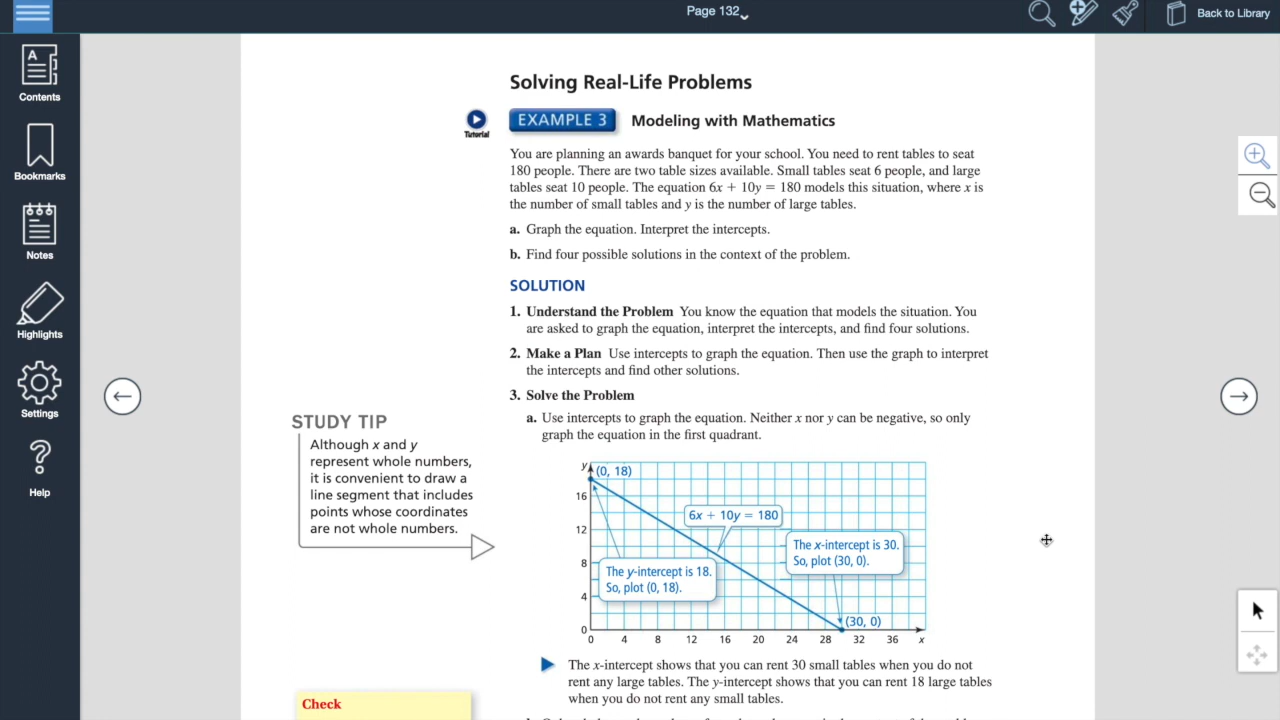 Page 132
Back to Library
Contents
Bookmarks
Notes
Highlights
Settings
Help
Solving Real-Life Problems
Tutorial
EXAMPLE 3 Modeling with Mathematics
You are planning an awards banquet for your school. You need to rent tables to seat
180 people. There are two table sizes available. Small tables seat 6 people, and large
tables seat 10 people. The equation 6x + 10y = 180 models this situation, where x is
the number of small tables and y is the number of large tables.
a. Graph the equation. Interpret the intercepts.
b. Find four possible solutions in the context of the problem.
SOLUTION
1. Understand the Problem You know the equation that models the situation. You
are asked to graph the equation, interpret the intercepts, and find four solutions.
2. Make a Plan Use intercepts to graph the equation. Then use the graph to interpret
the intercepts and find other solutions.
3. Solve the Problem
a. Use intercepts to graph the equation. Neither x nor y can be negative, so only
graph the equation in the first quadrant.
STUDY TIP
Although x and y
represent whole numbers,
it is convenient to draw a
line segment that includes
points whose coordinates
are not whole numbers.
y
(0, 18)
16
12
8
4
0
6x + 10y = 180
The x-intercept is 30.
So, plot (30, 0).
The y-intercept is 18.
So, plot (0, 18).
(30, 0)
0 4 8 12 16 20 24 28 32 36 x
The x-intercept shows that you can rent 30 small tables when you do not
rent any large tables. The y-intercept shows that you can rent 18 large tables
when you do not rent any small tables.
Check